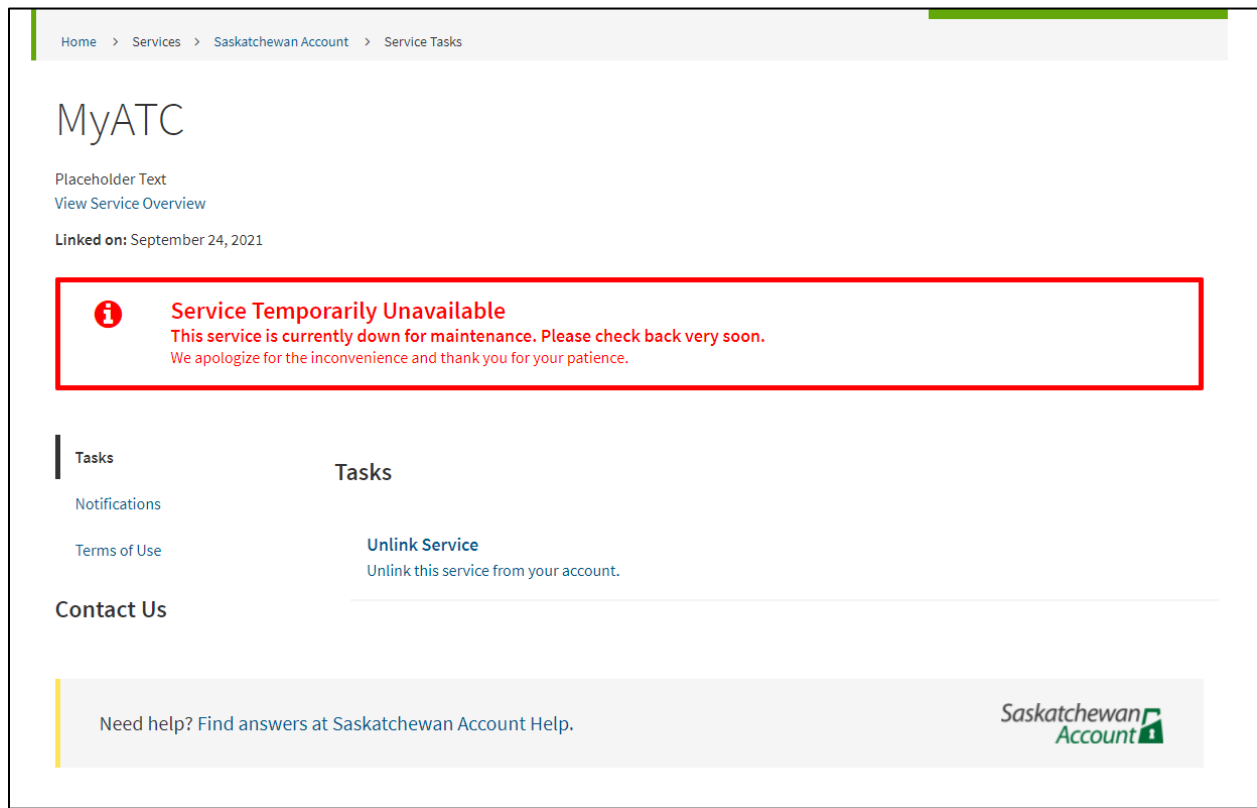 Home > Services > Saskatchewan Account > Service Tasks
MyATC
Placeholder Text
View Service Overview
Linked on: September 24, 2021
Service Temporarily Unavailable
This service is currently down for maintenance. Please check back very soon.
We apologize for the inconvenience and thank you for your patience.
Tasks
Notifications
Terms of Use
Contact Us
Tasks
Unlink Service
Unlink this service from your account.
Need help? Find answers at Saskatchewan Account Help.
Saskatchewan
Account